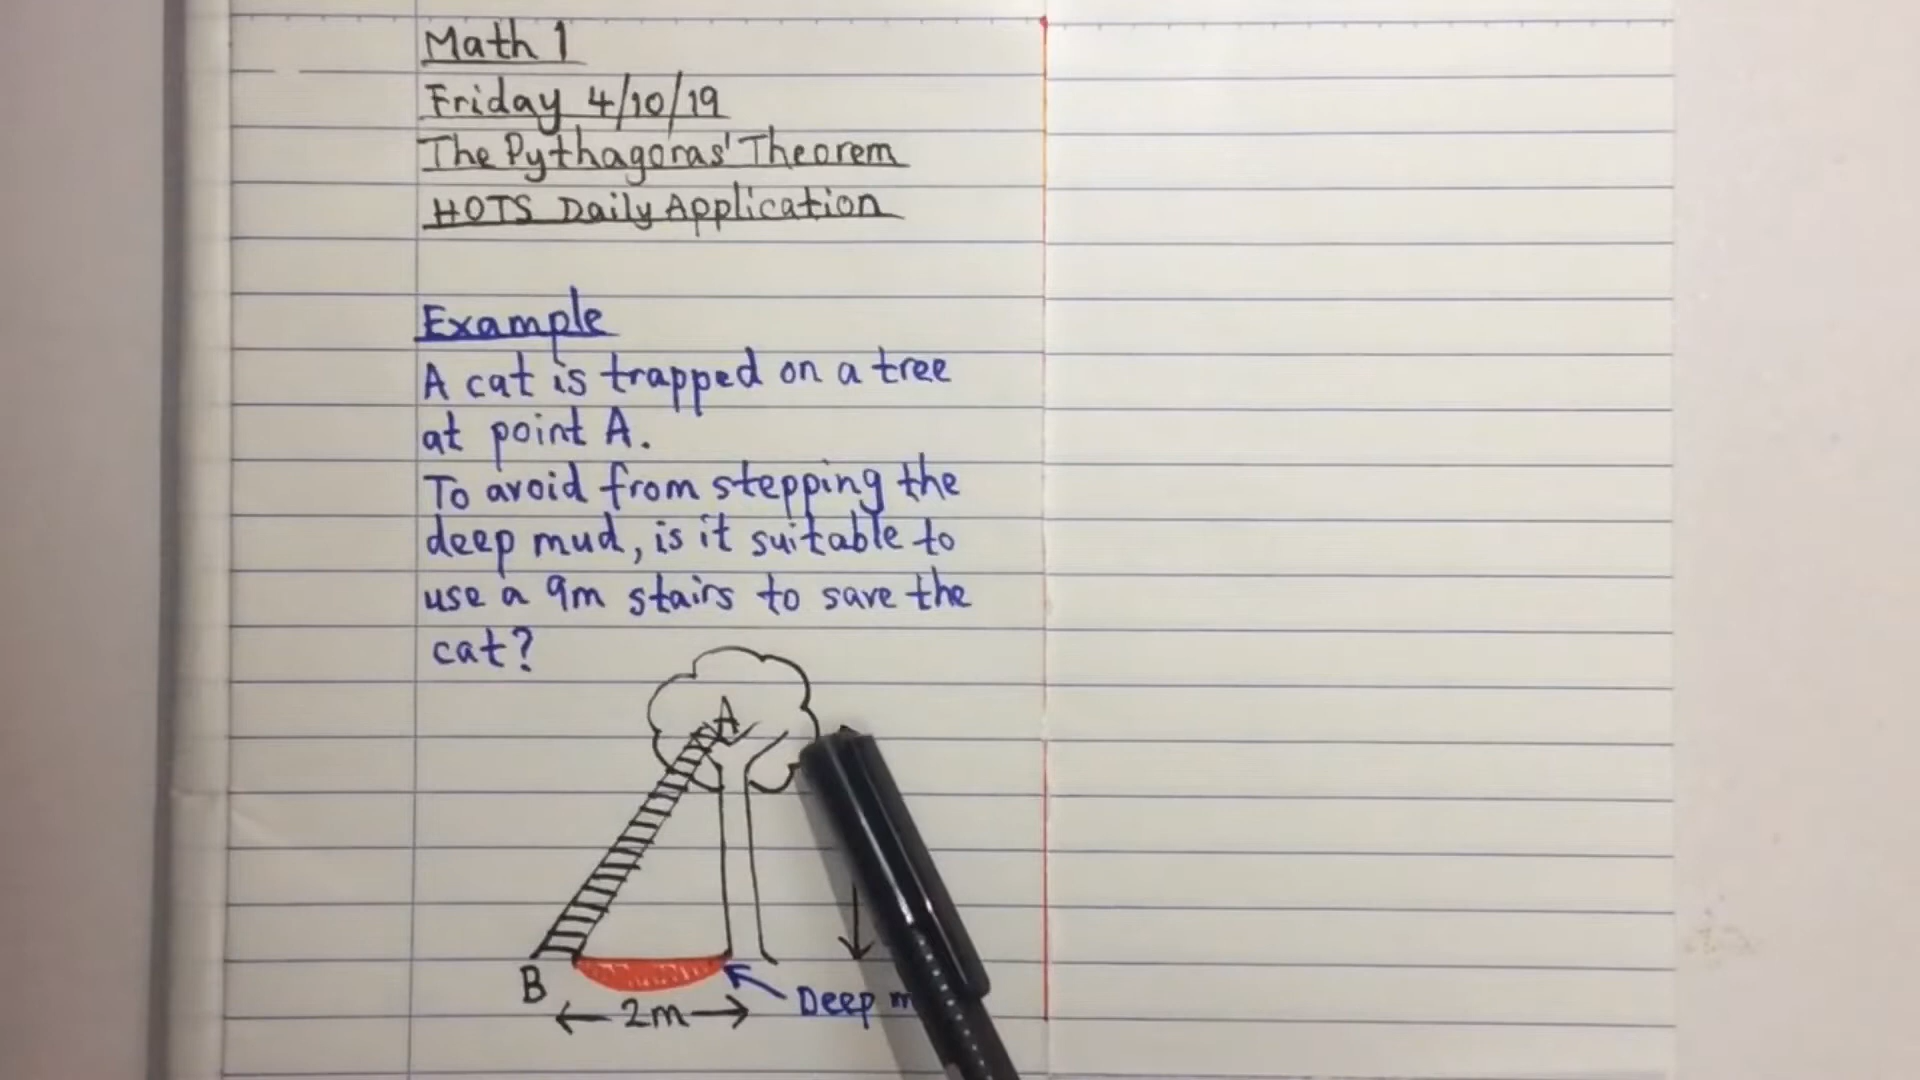 Math 1
Friday 4/10/19
The Pythagoras' Theorem
HOTS Daily Application
Example
A cat is trapped on a tree
at point A.
To avoid from stepping the
deep mud, is it suitable to
use a 9m stairs to save the
cat?
A
B
2m
Deep